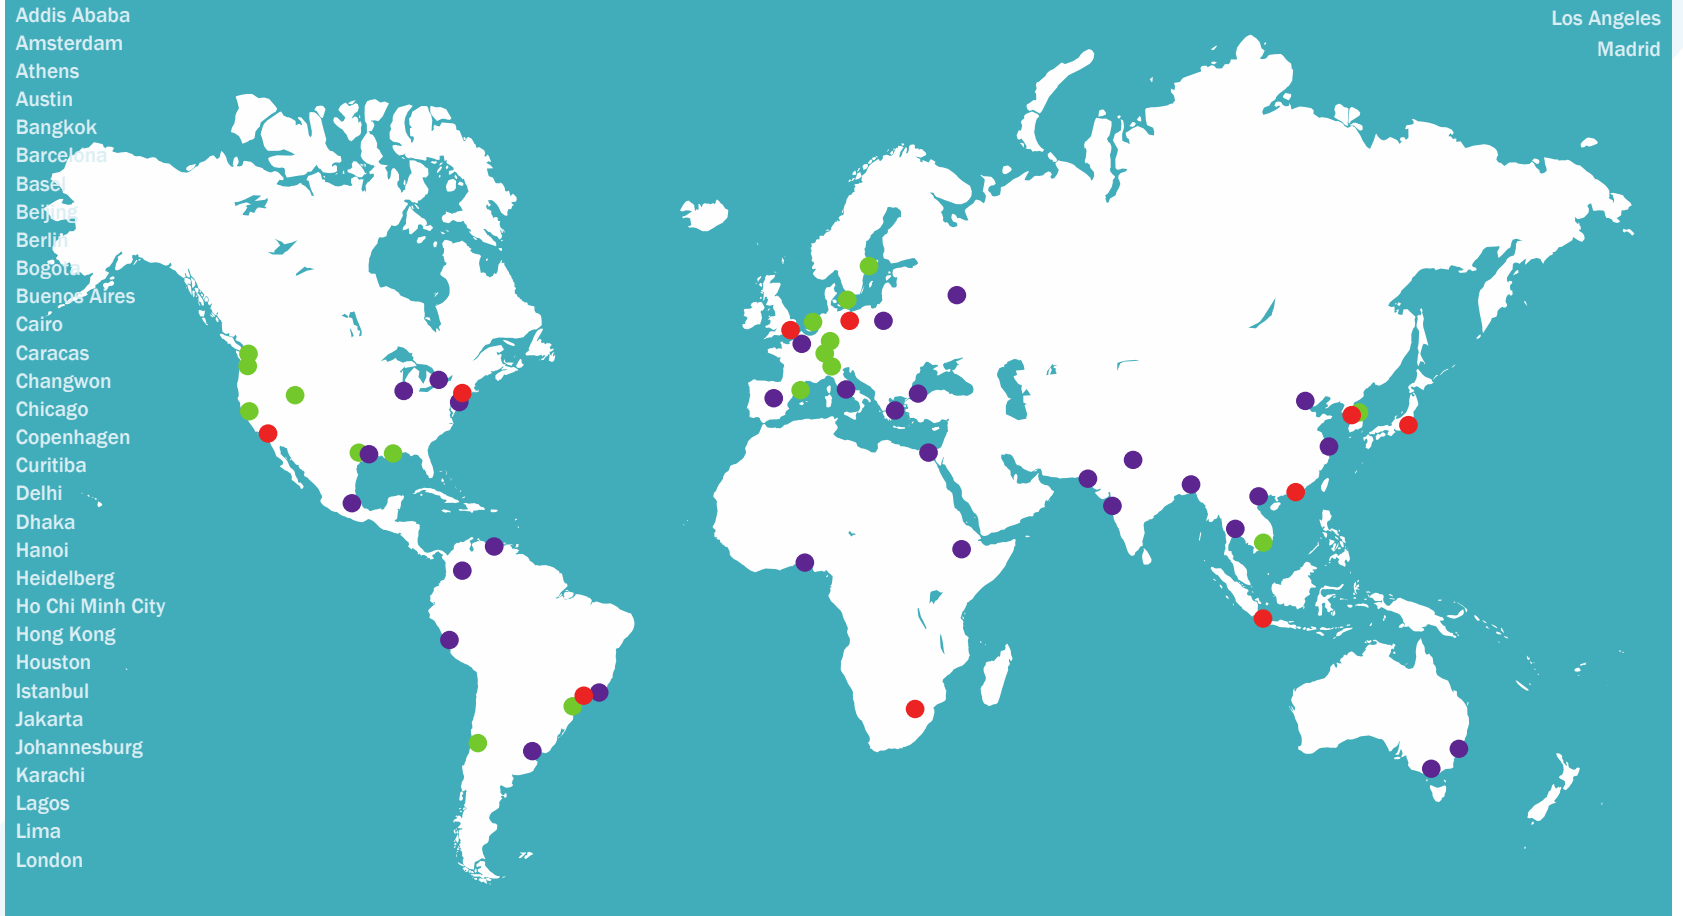 Addis Ababa
Amsterdam
Athens
Austin
Bangkok
Barcelona
Basel
Beijing
Berlin
Bogota
Buenos Aires
Cairo
Caracas
Changwon
Chicago
Copenhagen
Curitiba
Delhi
Dhaka
Hanoi
Heidelberg
Ho Chi Minh City
Hong Kong
Houston
Istanbul
Jakarta
Johannesburg
Karachi
Lagos
Lima
London
Los Angeles
Madrid